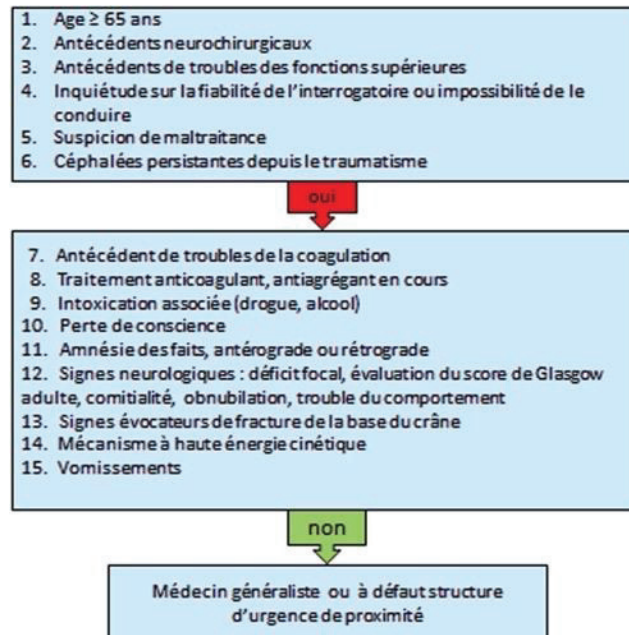 1. Age ≥ 65 ans
2. Antécédents neurochirurgicaux
3. Antécédents de troubles des fonctions supérieures
4. Inquiétude sur la fiabilité de l'interrogatoire ou impossibilité de le
conduire
5. Suspicion de maltraitance
6. Céphalées persistantes depuis le traumatisme
oui
7. Antécédent de troubles de la coagulation
8. Traitement anticoagulant, antiagrégant en cours
9. Intoxication associée (drogue, alcool)
10. Perte de conscience
11. Amnésie des faits, antérograde ou rétrograde
12. Signes neurologiques : déficit focal, évaluation du score de Glasgow
adulte, comitialité, obnubilation, trouble du comportement
13. Signes évocateurs de fracture de la base du crâne
14. Mécanisme à haute énergie cinétique
15. Vomissements
non
Médecin généraliste ou à défaut structure
d'urgence de proximité